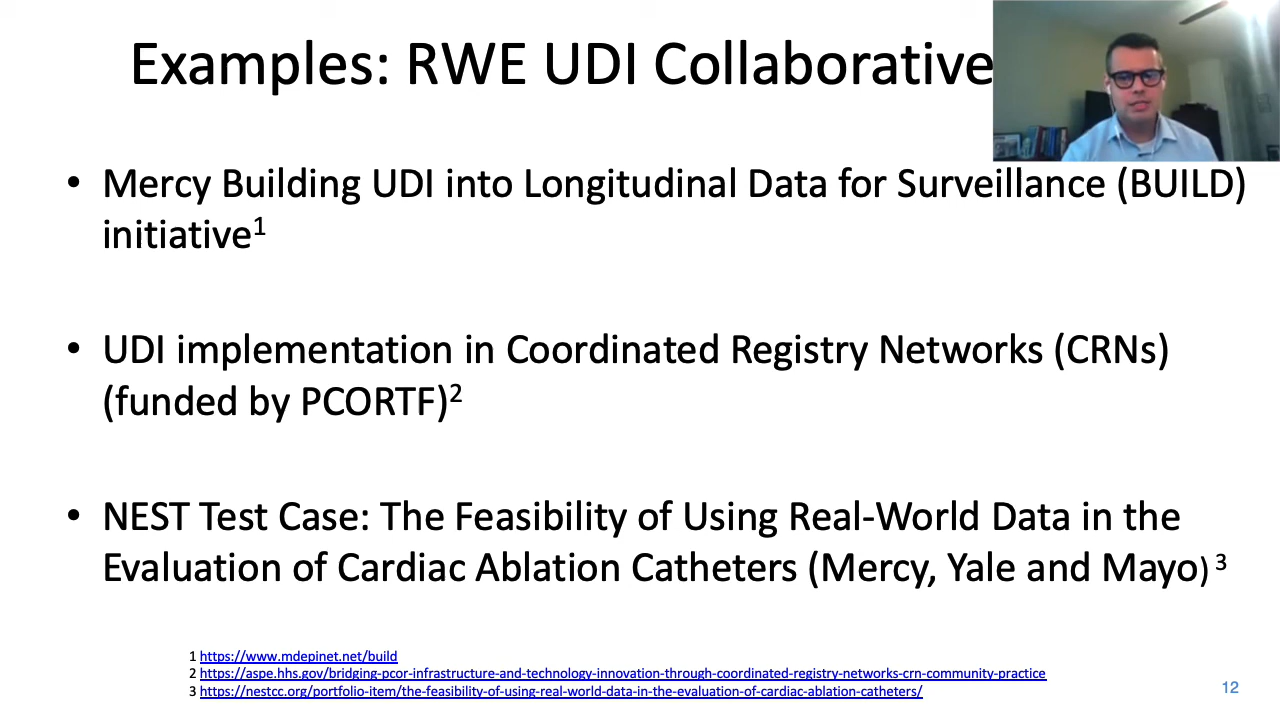 Examples: RWE UDI Collaborative
• Mercy Building UDI into Longitudinal Data for Surveillance (BUILD)
initiative1
• UDI implementation in Coordinated Registry Networks (CRNs)
(funded by PCORTF)2
• NEST Test Case: The Feasibility of Using Real-World Data in the
Evaluation of Cardiac Ablation Catheters (Mercy, Yale and Mayo) 3
1 https://www.mdepinet.net/build
2 https://aspe.hhs.gov/bridging-pcor-infrastructure-and-technology-innovation-through-coordinated-registry-networks-crn-community-practice
3 https://nestcc.org/portfolio-item/the-feasibility-of-using-real-world-data-in-the-evaluation-of-cardiac-ablation-catheters/
12